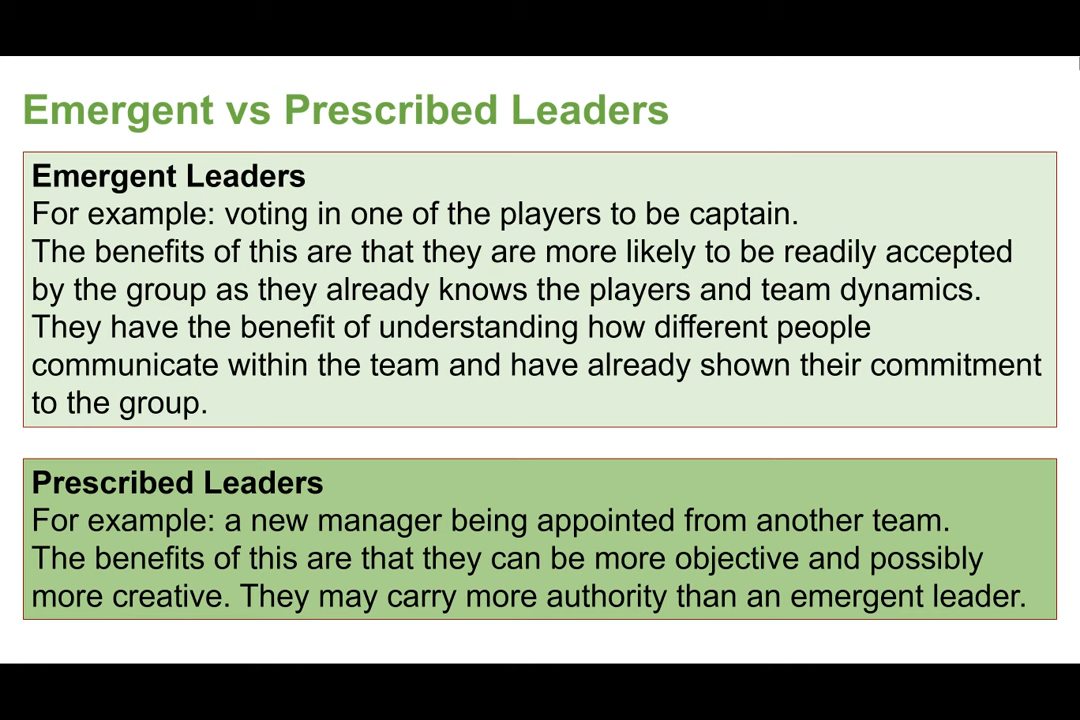 Emergent vs Prescribed Leaders
Emergent Leaders
For example: voting in one of the players to be captain.
The benefits of this are that they are more likely to be readily accepted
by the group as they already knows the players and team dynamics.
They have the benefit of understanding how different people
communicate within the team and have already shown their commitment
to the group.
Prescribed Leaders
For example: a new manager being appointed from another team.
The benefits of this are that they can be more objective and possibly
more creative. They may carry more authority than an emergent leader.